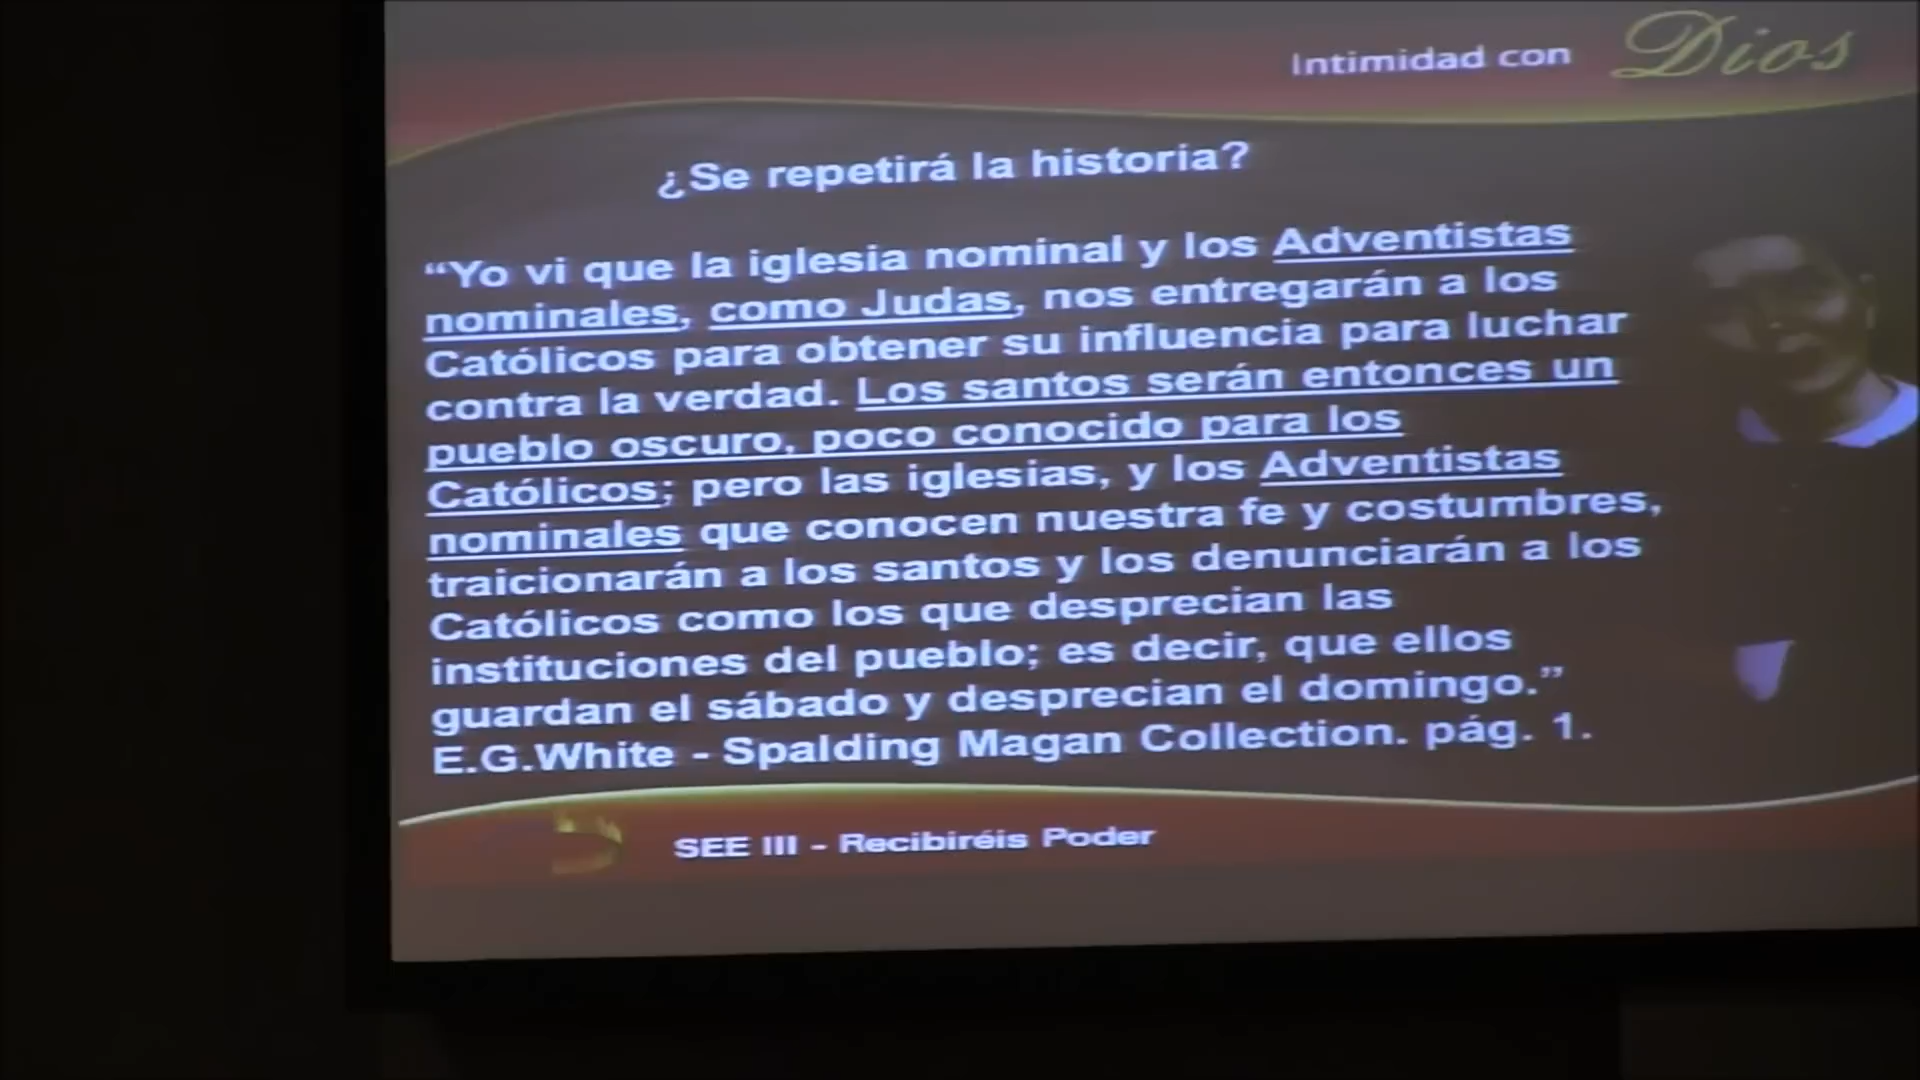 Intimidad con Dios
¿Se repetirá la historia?
“Yo vi que la iglesia nominal y los Adventistas
nominales, como Judas, nos entregarán a los
Católicos para obtener su influencia para luchar
contra la verdad. Los santos serán entonces un
pueblo oscuro, poco conocido para los
Católicos; pero las iglesias, y los Adventistas
nominales que conocen nuestra fe y costumbres,
traicionarán a los santos y los denunciarán a los
Católicos como los que desprecian las
instituciones del pueblo; es decir, que ellos
guardan el sábado y desprecian el domingo.”
E.G.White - Spalding Magan Collection. pág. 1.
SEE III - Recibiréis Poder